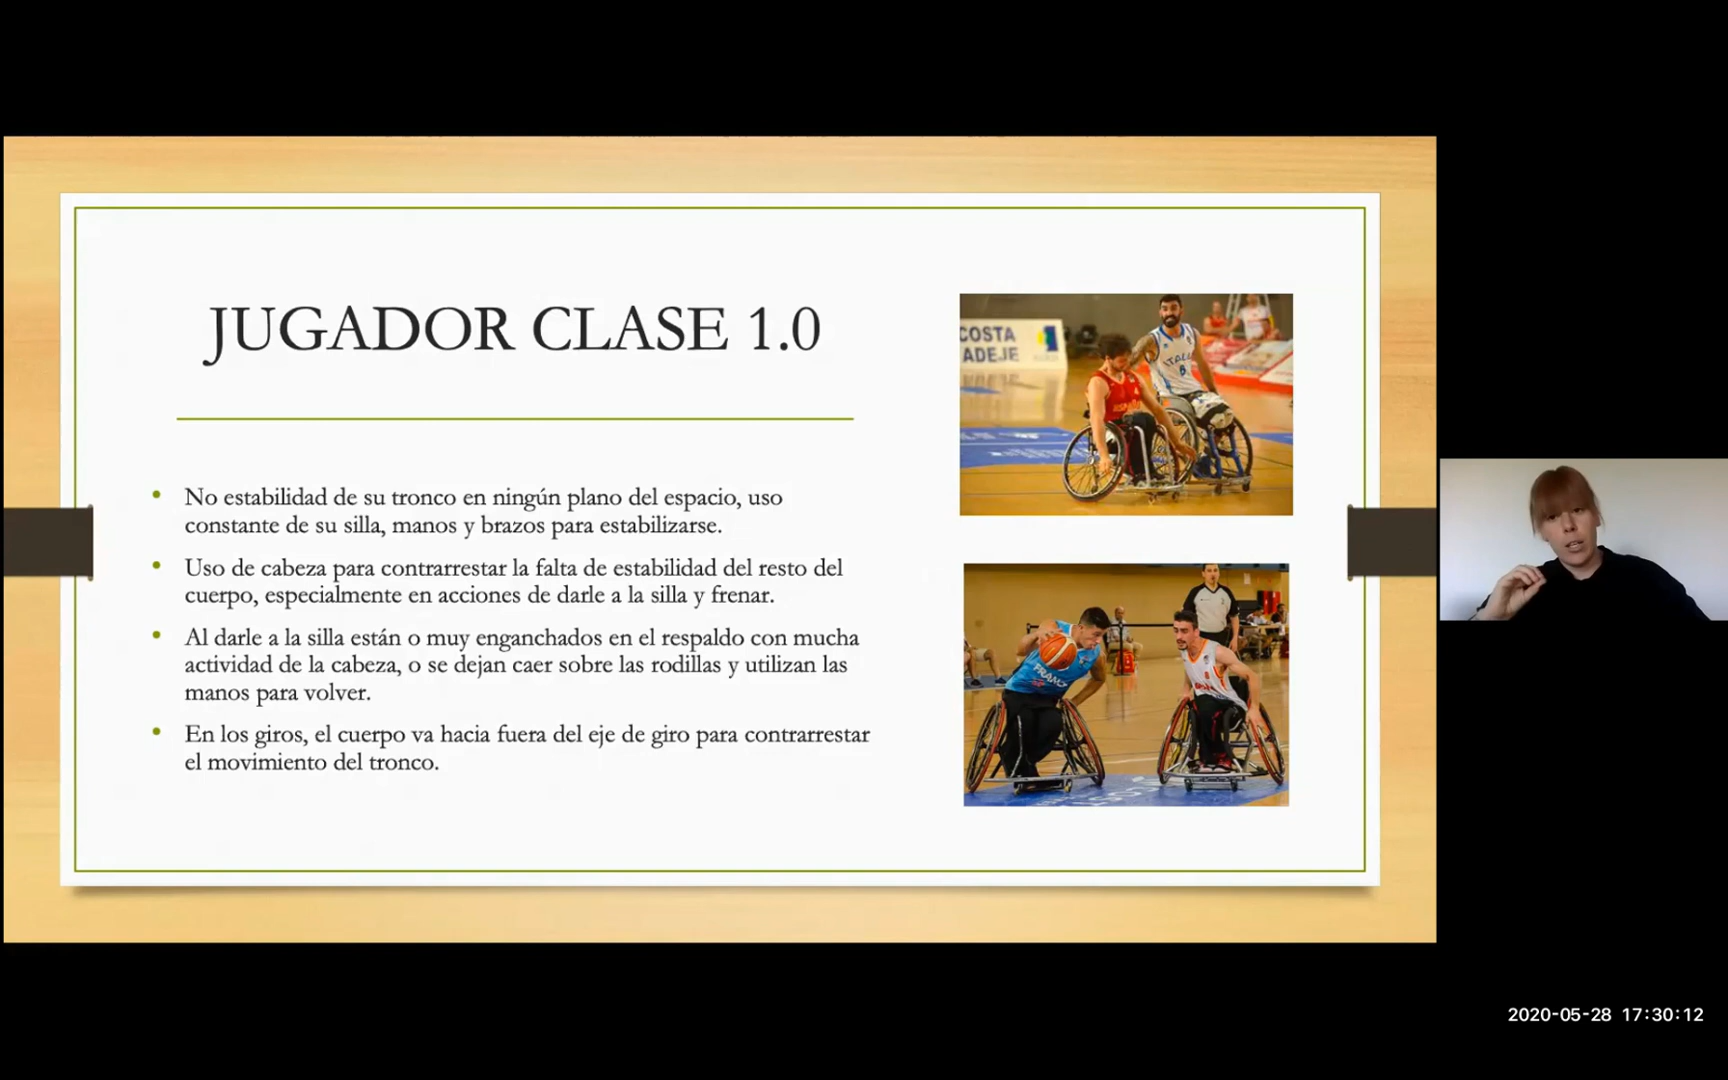 JUGADOR CLASE 1.0
No estabilidad de su tronco en ningún plano del espacio, uso
constante de su silla, manos y brazos para estabilizarse.
Uso de cabeza para contrarrestar la falta de estabilidad del resto del
cuerpo, especialmente en acciones de darle a la silla y frenar.
Al darle a la silla están o muy enganchados en el respaldo con mucha
actividad de la cabeza, o se dejan caer sobre las rodillas y utilizan las
manos para volver.
En los giros, el cuerpo va hacia fuera del eje de giro para contrarrestar
el movimiento del tronco.
COSTA
ADEJE
2020-05-28 17:30:12